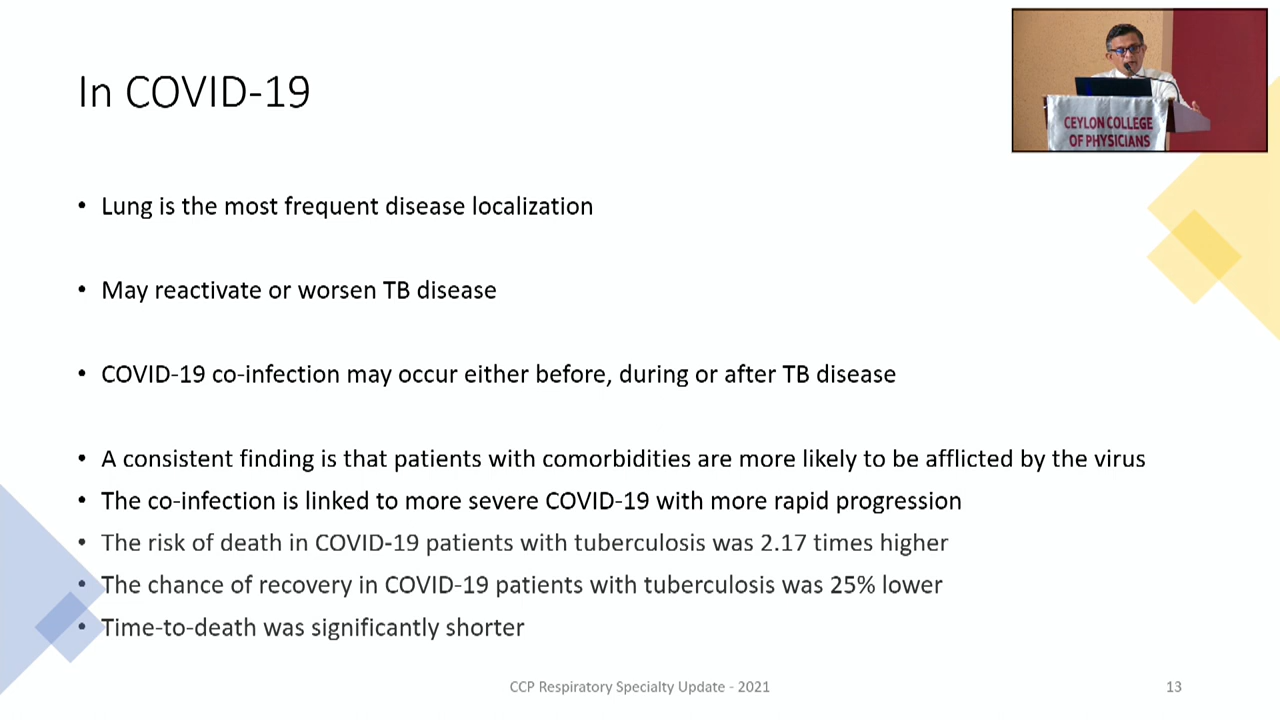 CEYLON COLLEGE
OF PHYSICIANS
In COVID-19
• Lung is the most frequent disease localization
• May reactivate or worsen TB disease
• COVID-19 co-infection may occur either before, during or after TB disease
• A consistent finding is that patients with comorbidities are more likely to be afflicted by the virus
• The co-infection is linked to more severe COVID-19 with more rapid progression
• The risk of death in COVID-19 patients with tuberculosis was 2.17 times higher
• The chance of recovery in COVID-19 patients with tuberculosis was 25% lower
• Time-to-death was significantly shorter
CCP Respiratory Specialty Update - 2021
13